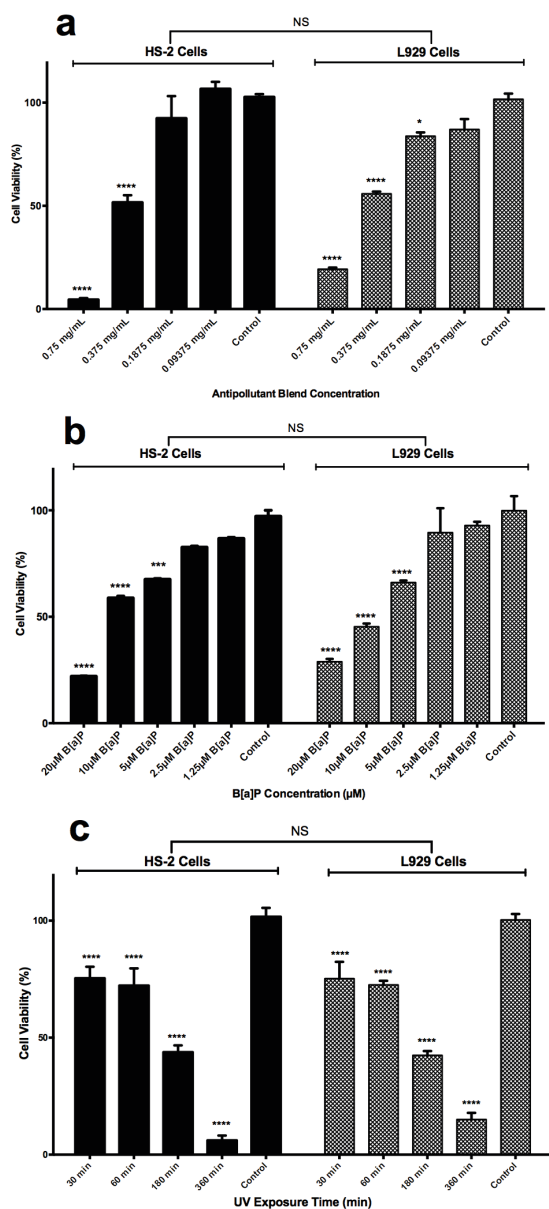 a
NS
HS-2 Cells
L929 Cells
Cell Viability (%)
100
50
0
****
****
****
****
*
0.75 mg/mL
0.375 mg/mL
0.1875 mg/mL
0.09375 mg/mL
Control
0.75 mg/mL
0.375 mg/mL
0.1875 mg/mL
0.09375 mg/mL
Control
Antipollutant Blend Concentration
b
NS
HS-2 Cells
L929 Cells
Cell Viability (%)
100
50
0
****
****
***
****
****
****
20µM B[a]P
10µM B[a]P
5µM B[a]P
2.5µM B[a]P
1.25µM B[a]P
Control
20µM B[a]P
10µM B[a]P
5µM B[a]P
2.5µM B[a]P
1.25µM B[a]P
Control
B[a]P Concentration (µM)
c
NS
HS-2 Cells
L929 Cells
Cell Viability (%)
100
50
0
****
****
****
****
****
****
****
****
30 min
60 min
180 min
360 min
Control
30 min
60 min
180 min
360 min
Control
UV Exposure Time (min)